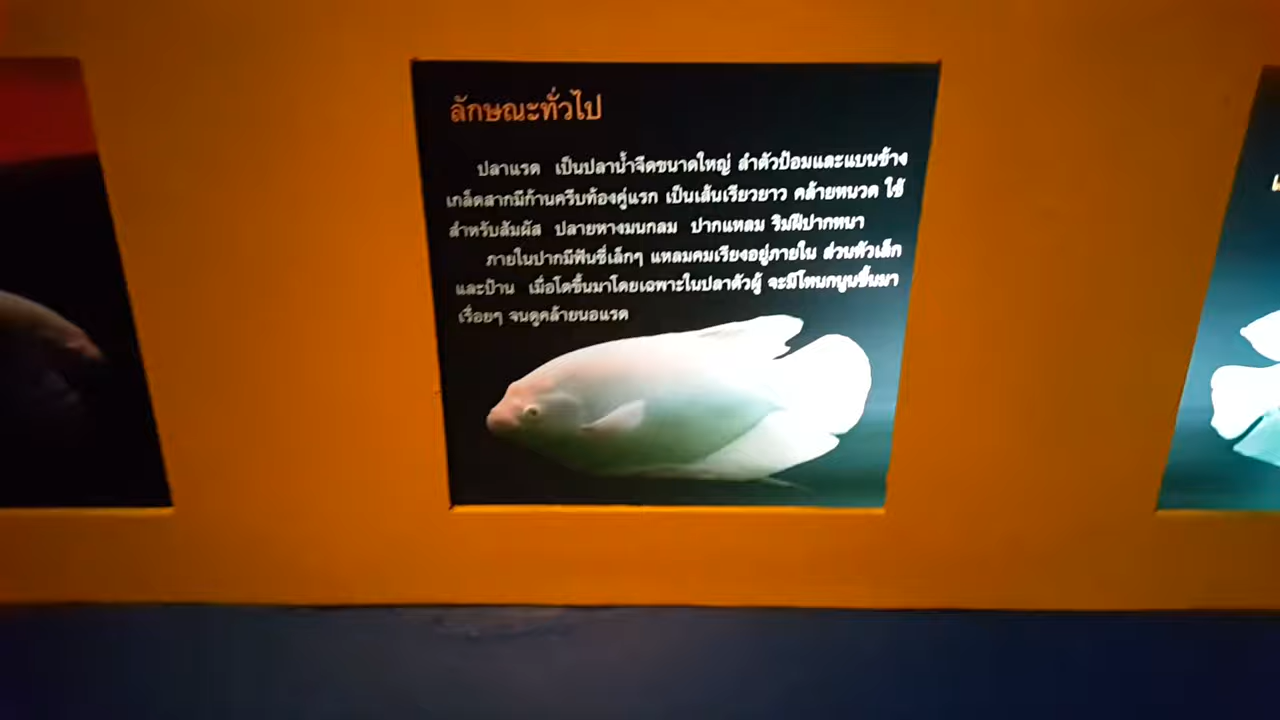 ลักษณะทั่วไป
ปลาแรด เป็นปลาน้ำจืดขนาดใหญ่ ลำตัวป้อมและแบนข้าง
เกล็ดสากมีก้านครีบท้องคู่แรก เป็นเส้นเรียวยาว คล้ายหนวด ใช้
สำหรับสัมผัส ปลายหางมนกลม ปากแหลม ริมฝีปากหนา
ภายในปากมีฟันซี่เล็กๆ แหลมคมเรียงอยู่ภายใน ส่วนหัวเล็ก
และป้าน เมื่อโตขึ้นมาโดยเฉพาะในปลาตัวผู้ จะมีโหนกนูนขึ้นมา
เรื่อยๆ จนดูคล้ายนอแรด